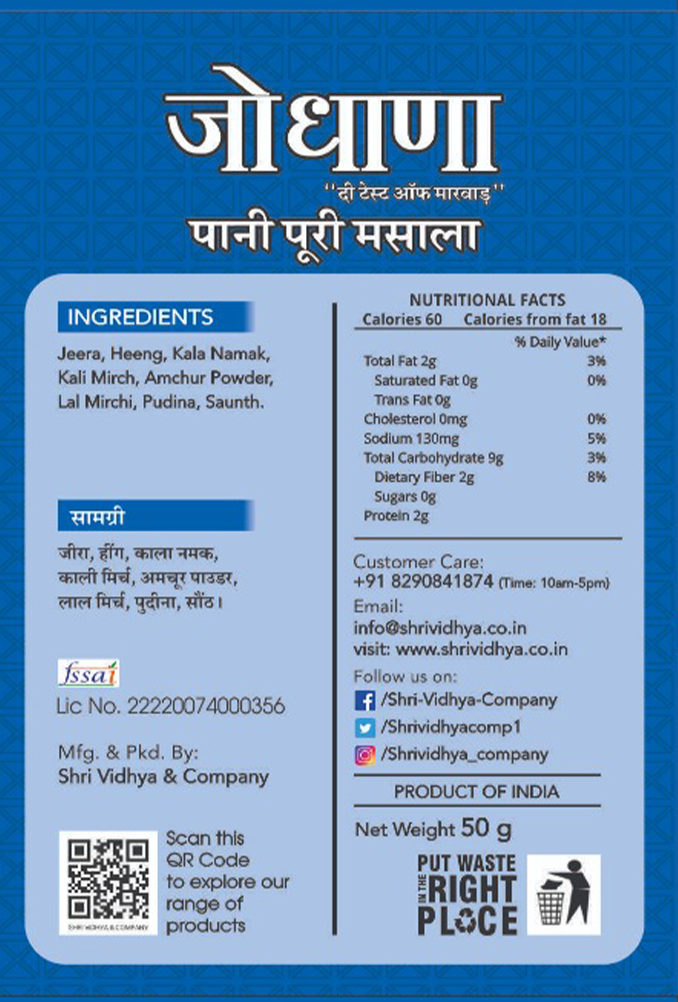 जोधाणा
"दी टेस्ट ऑफ मारवाड़"
पानी पूरी मसाला
INGREDIENTS
Jeera, Heeng, Kala Namak,
Kali Mirch, Amchur Powder,
Lal Mirchi, Pudina, Saunth.
सामग्री
जीरा, हींग, काला नमक,
काली मिर्च, अमचूर पाउडर,
लाल मिर्च, पुदीना, सौंठ।
fssai
Lic No. 22220074000356
Mfg. & Pkd. By:
Shri Vidhya & Company
SHRI VIDHYA & COMPANY
Scan this
QR Code
to explore our
range of
products
NUTRITIONAL FACTS
Calories 60 Calories from fat 18
% Daily Value*
Total Fat 2g 3%
Saturated Fat 0g 0%
Trans Fat 0g
Cholesterol 0mg 0%
Sodium 130mg 5%
Total Carbohydrate 9g 3%
Dietary Fiber 2g 8%
Sugars 0g
Protein 2g
Customer Care:
+91 8290841874 (Time: 10am-5pm)
Email:
info@shrividhya.co.in
visit: www.shrividhya.co.in
Follow us on:
/Shri-Vidhya-Company
/Shrividhyacomp1
/Shrividhya_company
PRODUCT OF INDIA
Net Weight 50 g
PUT WASTE
IN THE RIGHT
PLACE